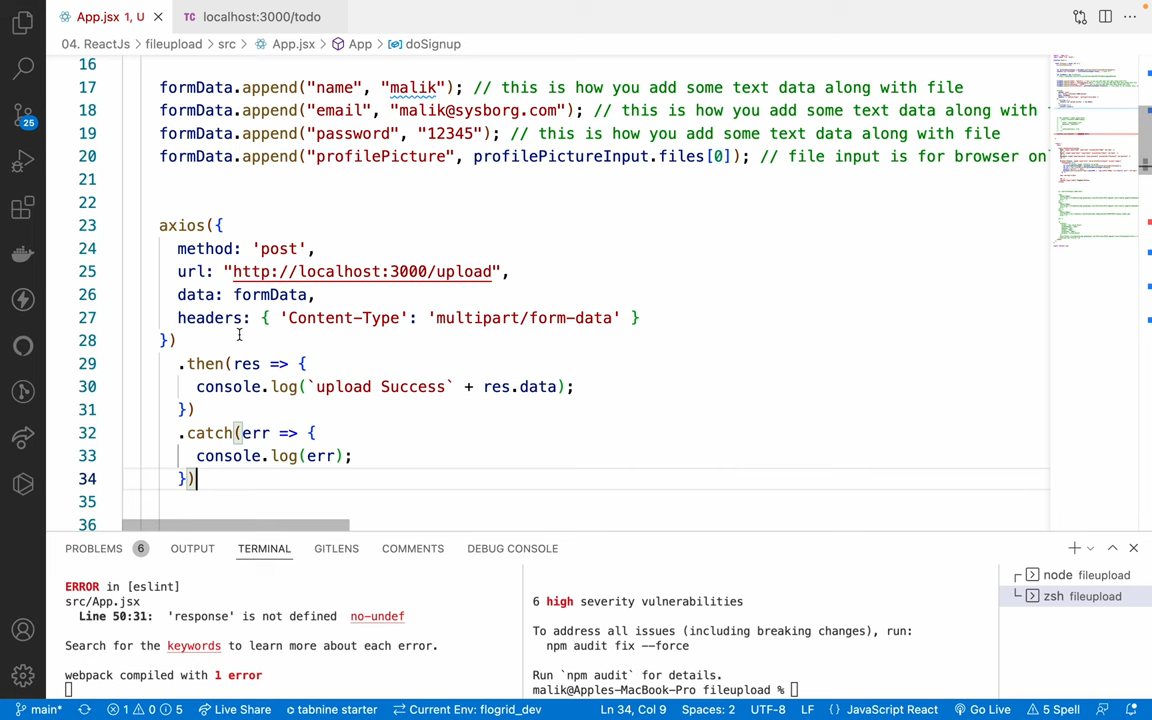 App.jsx 1, U
localhost:3000/todo
04. ReactJs > fileupload > src > App.jsx > App > doSignup
16
17 formData.append("name", "malik"); // this is how you add some text data along with file
18 formData.append("email", "malik@sysborg.com"); // this is how you add some text data along with
19 formData.append("password", "12345"); // this is how you add some text data along with file
20 formData.append("profilePicture", profilePictureInput.files[0]); // file input is for browser on
21
22
23 axios({
24 method: 'post',
25 url: "http://localhost:3000/upload",
26 data: formData,
27 headers: { 'Content-Type': 'multipart/form-data' }
28 })
29 .then(res => {
30 console.log(`upload Success` + res.data);
31 })
32 .catch(err => {
33 console.log(err);
34 })
35
36
25
PROBLEMS 6 OUTPUT TERMINAL GITLENS COMMENTS DEBUG CONSOLE
ERROR in [eslint]
src/App.jsx
Line 50:31: 'response' is not defined no-undef
Search for the keywords to learn more about each error.
webpack compiled with 1 error
6 high severity vulnerabilities
To address all issues (including breaking changes), run:
npm audit fix --force
Run `npm audit` for details.
malik@Apples-MacBook-Pro fileupload %
node fileupload
zsh fileupload
main* 1 0 5 Live Share tabnine starter Current Env: flogrid_dev Ln 34, Col 9 Spaces: 2 UTF-8 LF {} JavaScript React Go Live 5 Spell